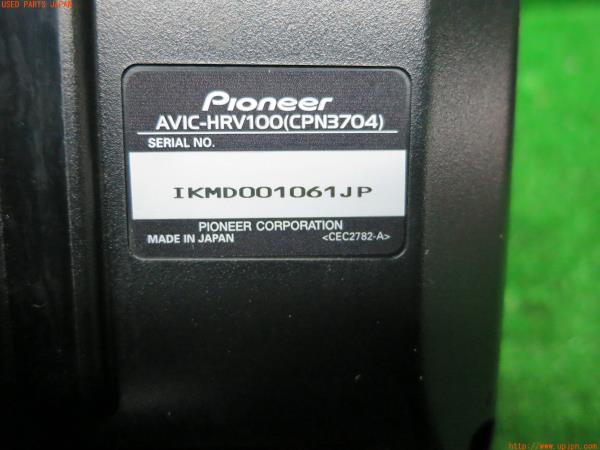 USED PARTS JAPAN
Pioneer
AVIC-HRV100(CPN3704)
SERIAL NO.
IKMD001061JP
PIONEER CORPORATION
MADE IN JAPAN <CEC2782-A>
http://www.upjpn.com/